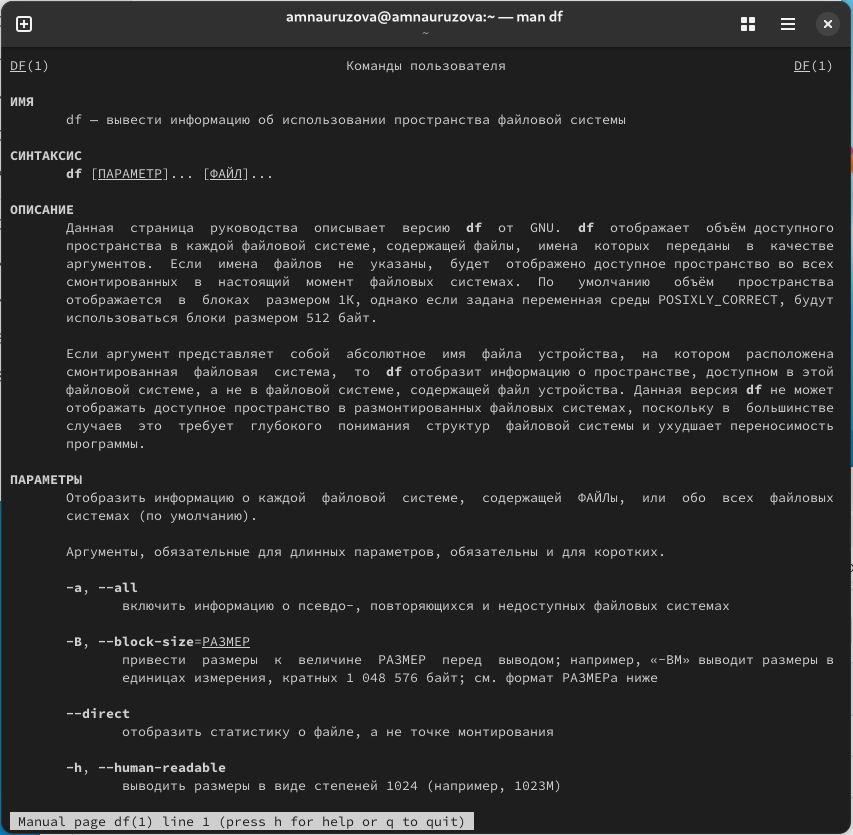 amnauruzova@amnauruzova:~ — man df
~
DF(1) Команды пользователя DF(1)
ИМЯ
df — вывести информацию об использовании пространства файловой системы
СИНТАКСИС
df [ПАРАМЕТР]... [ФАЙЛ]...
ОПИСАНИЕ
Данная страница руководства описывает версию df от GNU. df отображает объём доступного
пространства в каждой файловой системе, содержащей файлы, имена которых переданы в качестве
аргументов. Если имена файлов не указаны, будет отображено доступное пространство во всех
смонтированных в настоящий момент файловых системах. По умолчанию объём пространства
отображается в блоках размером 1K, однако если задана переменная среды POSIXLY_CORRECT, будут
использоваться блоки размером 512 байт.
Если аргумент представляет собой абсолютное имя файла устройства, на котором расположена
смонтированная файловая система, то df отобразит информацию о пространстве, доступном в этой
файловой системе, а не в файловой системе, содержащей файл устройства. Данная версия df не может
отображать доступное пространство в размонтированных файловых системах, поскольку в большинстве
случаев это требует глубокого понимания структур файловой системы и ухудшает переносимость
программы.
ПАРАМЕТРЫ
Отобразить информацию о каждой файловой системе, содержащей ФАЙЛы, или обо всех файловых
системах (по умолчанию).
Аргументы, обязательные для длинных параметров, обязательны и для коротких.
-a, --all
включить информацию о псевдо-, повторяющихся и недоступных файловых системах
-B, --block-size=РАЗМЕР
привести размеры к величине РАЗМЕР перед выводом; например, «-BM» выводит размеры в
единицах измерения, кратных 1 048 576 байт; см. формат РАЗМЕРа ниже
--direct
отобразить статистику о файле, а не точке монтирования
-h, --human-readable
выводить размеры в виде степеней 1024 (например, 1023M)
Manual page df(1) line 1 (press h for help or q to quit)